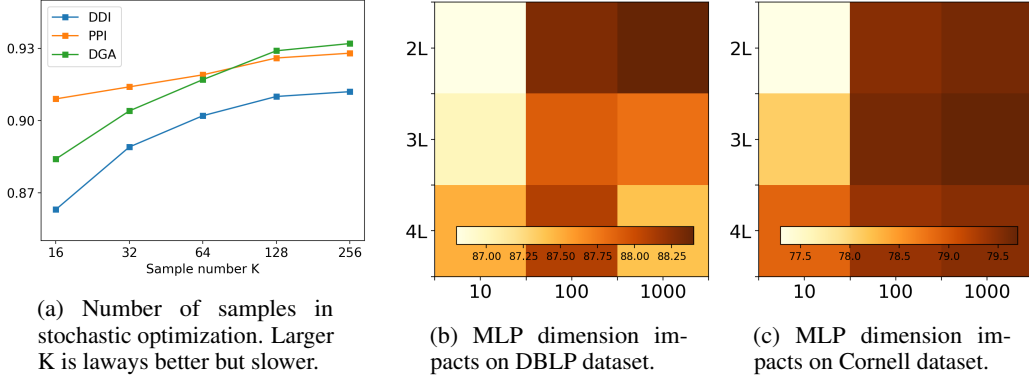 DDI
PPI
DGA
0.93
0.90
0.87
16 32 64 128 256
Sample number K
(a) Number of samples in
stochastic optimization. Larger
K is laways better but slower.
2L
3L
4L
87.00 87.25 87.50 87.75 88.00 88.25
10 100 1000
(b) MLP dimension im-
pacts on DBLP dataset.
2L
3L
4L
77.5 78.0 78.5 79.0 79.5
10 100 1000
(c) MLP dimension im-
pacts on Cornell dataset.